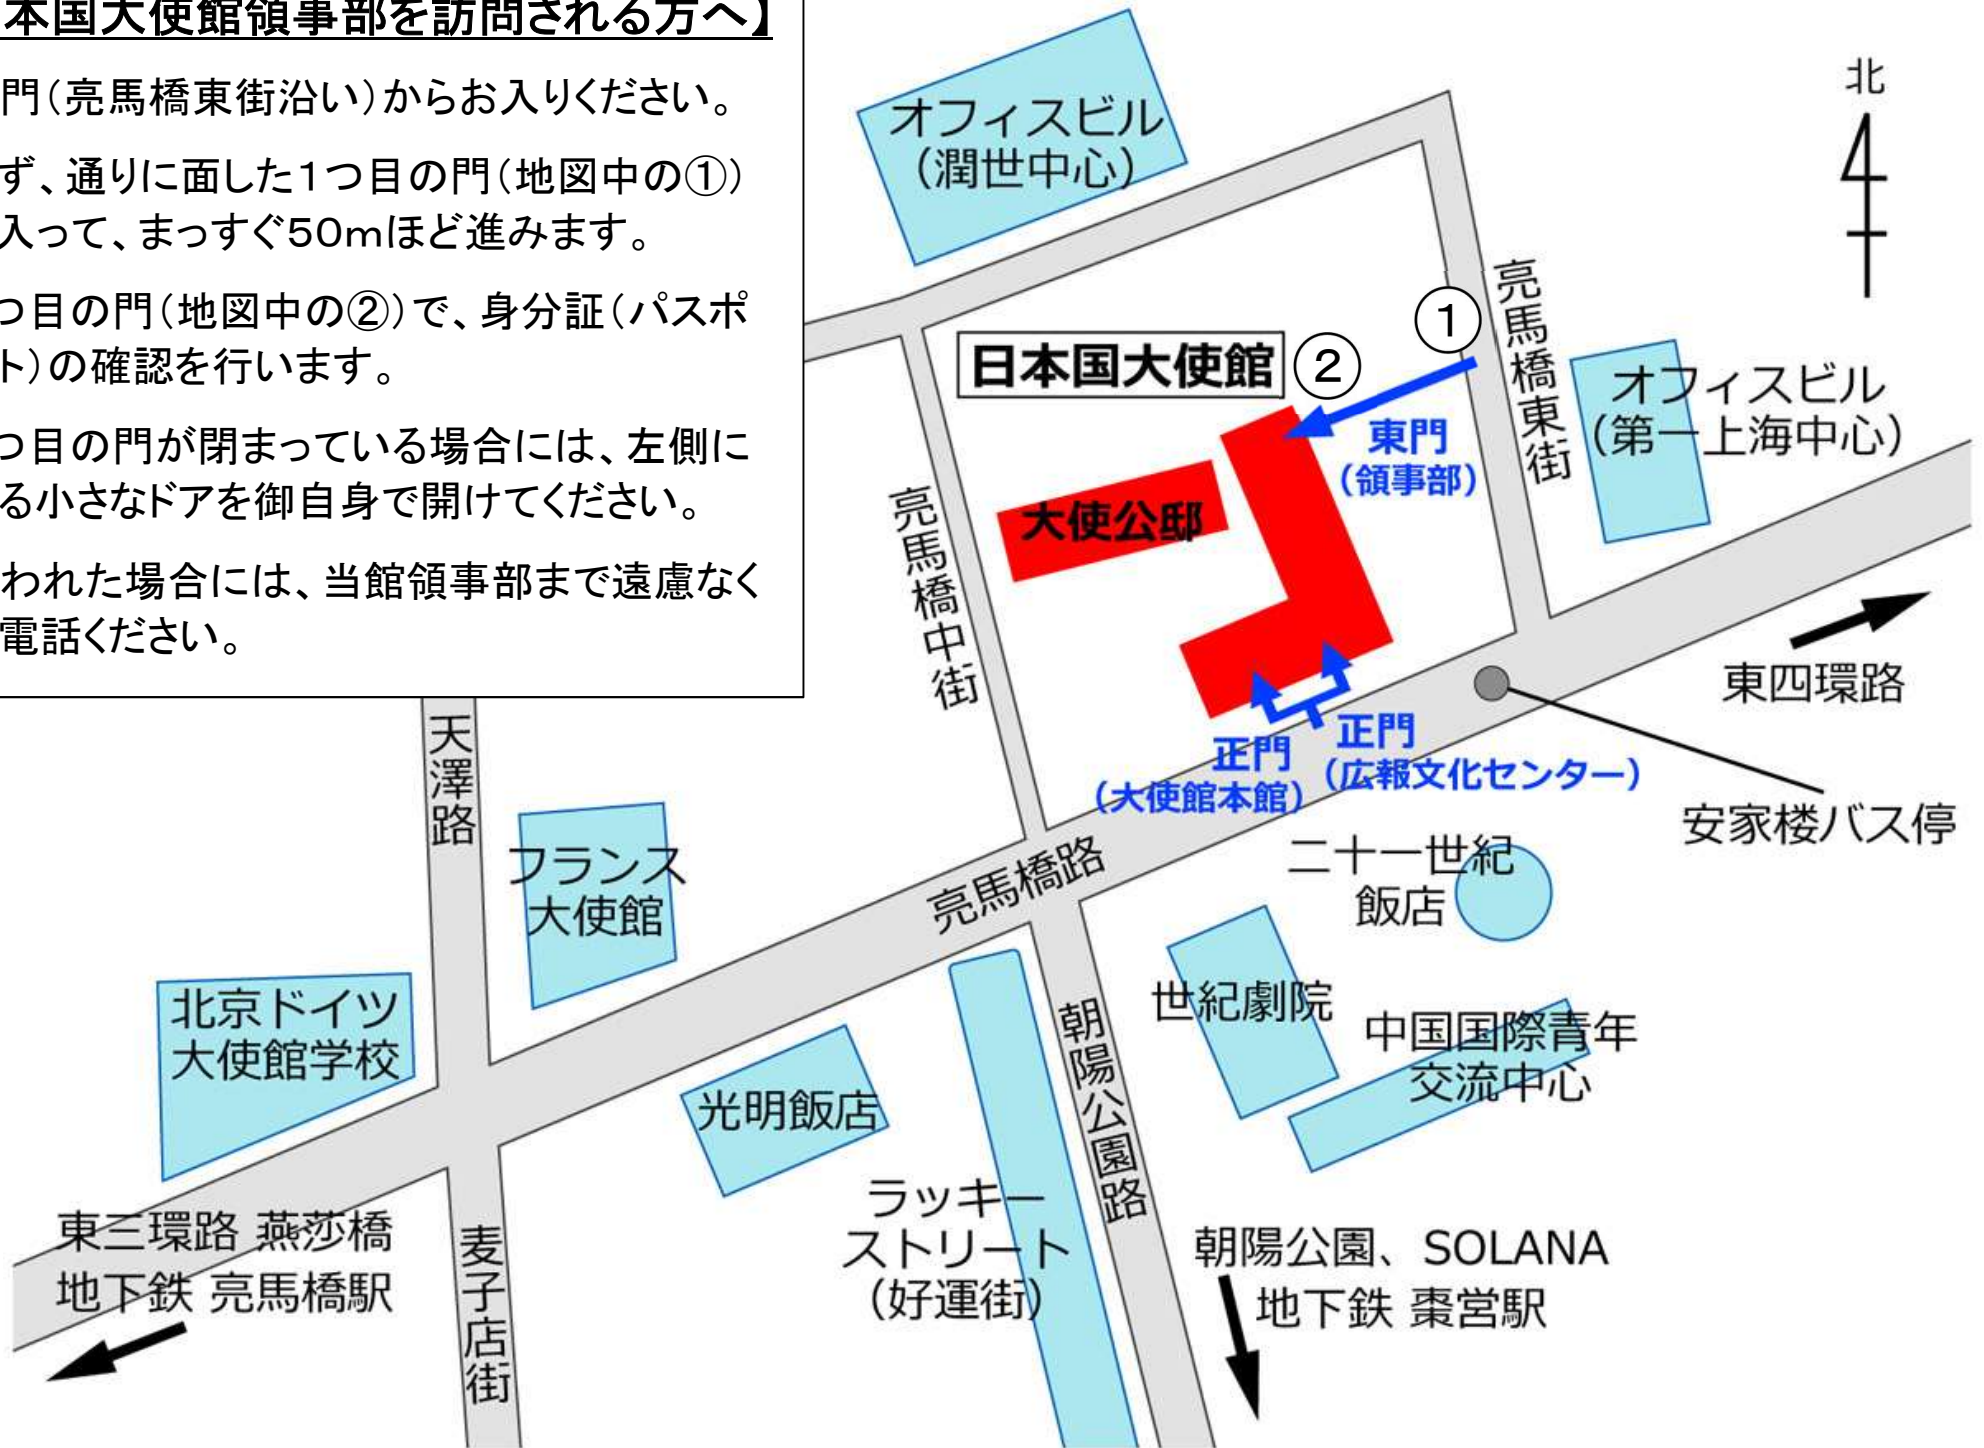 本国大使館領事部を訪問される方へ】
門（亮馬橋東街沿い）からお入りください。
ず、通りに面した１つ目の門（地図中の①）
入って、まっすぐ50mほど進みます。
つ目の門（地図中の②）で、身分証（パスポ
ト）の確認を行います。
つ目の門が閉まっている場合には、左側に
る小さなドアを御自身で開けてください。
われた場合には、当館領事部まで遠慮なく
電話ください。
北
オフィスビル
（潤世中心）
①
亮馬橋東街
日本国大使館
②
オフィスビル
（第一上海中心）
東門
（領事部）
大使公邸
亮馬橋中街
東四環路
正門
（広報文化センター）
正門
（大使館本館）
安家楼バス停
天澤路
フランス
大使館
亮馬橋路
二十一世紀
飯店
北京ドイツ
大使館学校
世紀劇院
中国国際青年
交流中心
朝陽公園路
光明飯店
ラッキー
ストリート
（好運街）
東三環路 燕莎橋
地下鉄 亮馬橋駅
麦子店街
朝陽公園、SOLANA
地下鉄 棗営駅